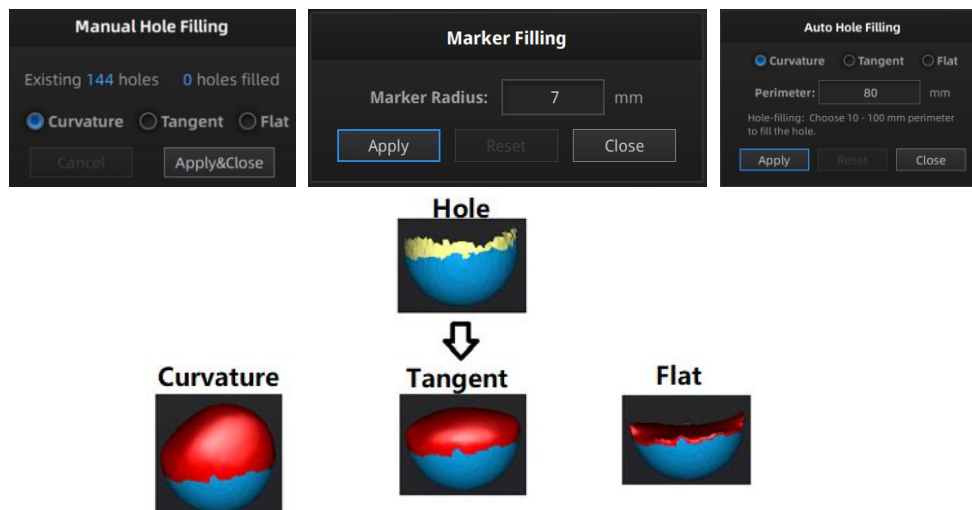 Manual Hole Filling
Existing 144 holes 0 holes filled
Curvature Tangent Flat
Cancel Apply&Close
Marker Filling
Marker Radius: 7 mm
Apply Reset Close
Auto Hole Filling
Curvature Tangent Flat
Perimeter: 80 mm
Hole-filling: Choose 10 - 100 mm perimeter
to fill the hole.
Apply Reset Close
Hole
Curvature Tangent Flat